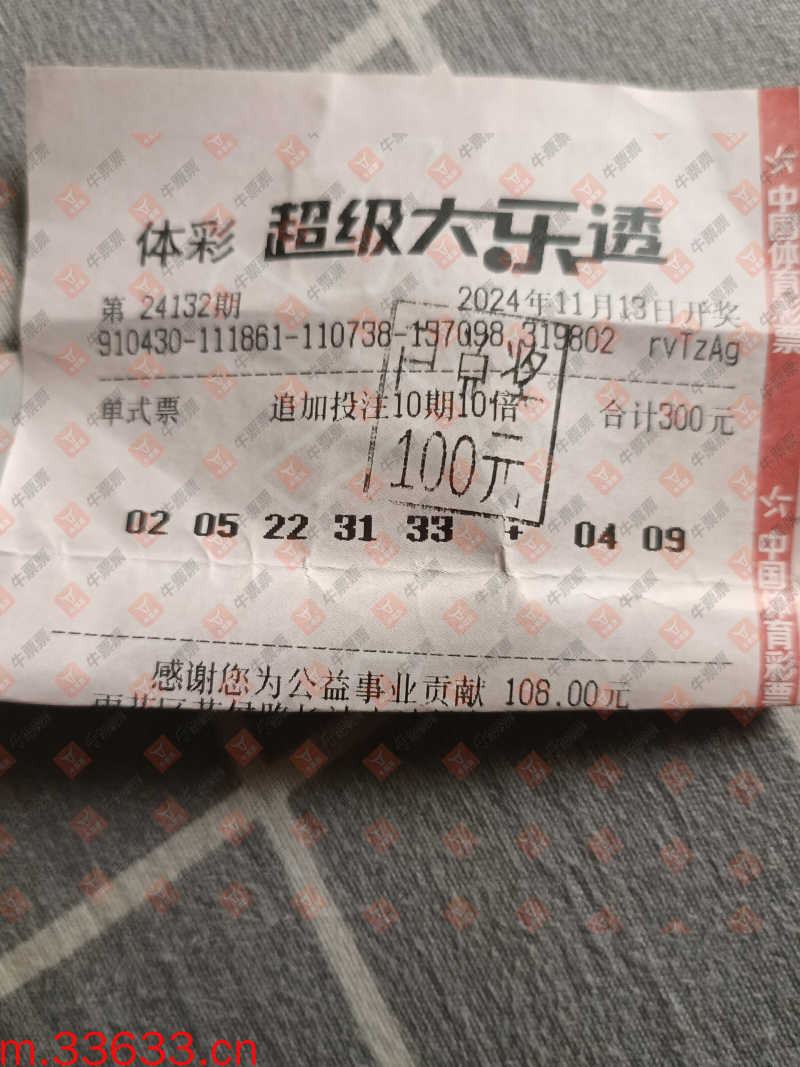 体彩 超级大乐透
第 24132期 2024年11月13日开奖
910430-111861-110738-157098 319802 rvTzAg
单式票 追加投注10期10倍 合计300元
100元
02 05 22 31 33 + 04 09
感谢您为公益事业贡献 108.00元
中国体育彩票
中国体育彩票
牛票票
m.33633.cn